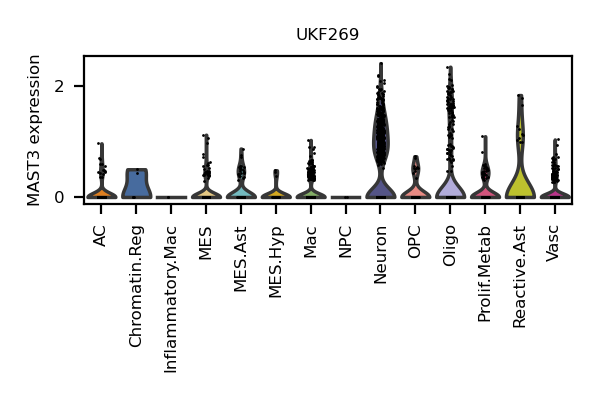 UKF269
MAST3 expression
2
0
AC
Chromatin.Reg
Inflammatory.Mac
MES
MES.Ast
MES.Hyp
Mac
NPC
Neuron
OPC
Oligo
Prolif.Metab
Reactive.Ast
Vasc